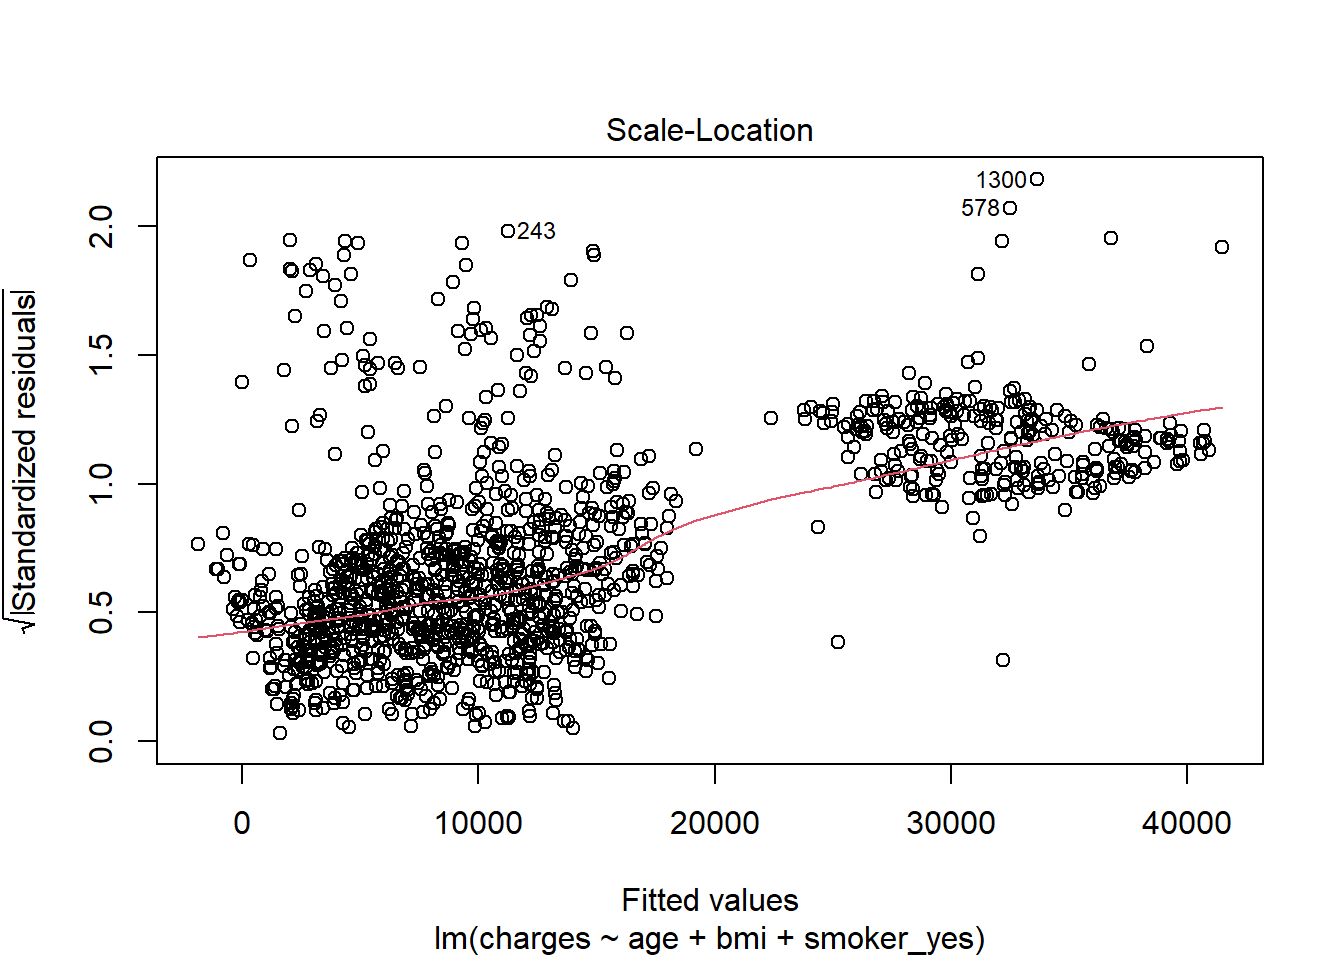 Scale-Location
1300
578
243
2.0
1.5
1.0
0.5
0.0
√|Standardized residuals|
0 10000 20000 30000 40000
Fitted values
lm(charges ~ age + bmi + smoker_yes)